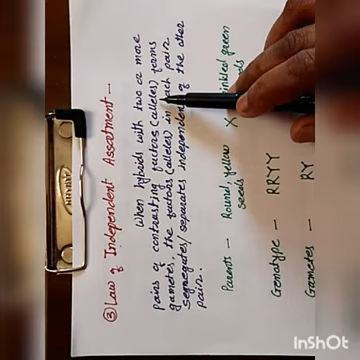 ③ Law of Independent Assortment —
When hybrids with two or more
pairs of contrasting factors (alleles) forms
gametes, the factors (alleles) in each pair
segregates/separates independent of the other
pair.
Parents — Round, yellow X wrinkled green
seeds
Genotype — RRYY
Gametes — RY
InShOt